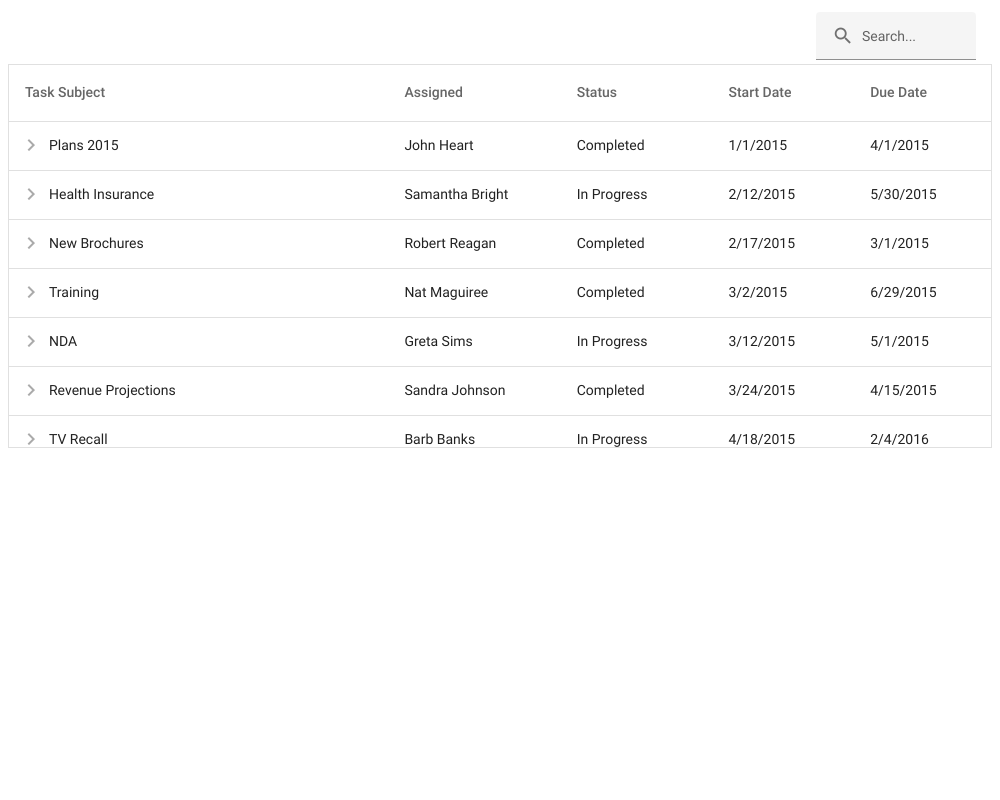 Search...
Task Subject Assigned Status Start Date Due Date
Plans 2015 John Heart Completed 1/1/2015 4/1/2015
Health Insurance Samantha Bright In Progress 2/12/2015 5/30/2015
New Brochures Robert Reagan Completed 2/17/2015 3/1/2015
Training Nat Maguiree Completed 3/2/2015 6/29/2015
NDA Greta Sims In Progress 3/12/2015 5/1/2015
Revenue Projections Sandra Johnson Completed 3/24/2015 4/15/2015
TV Recall Barb Banks In Progress 4/18/2015 2/4/2016